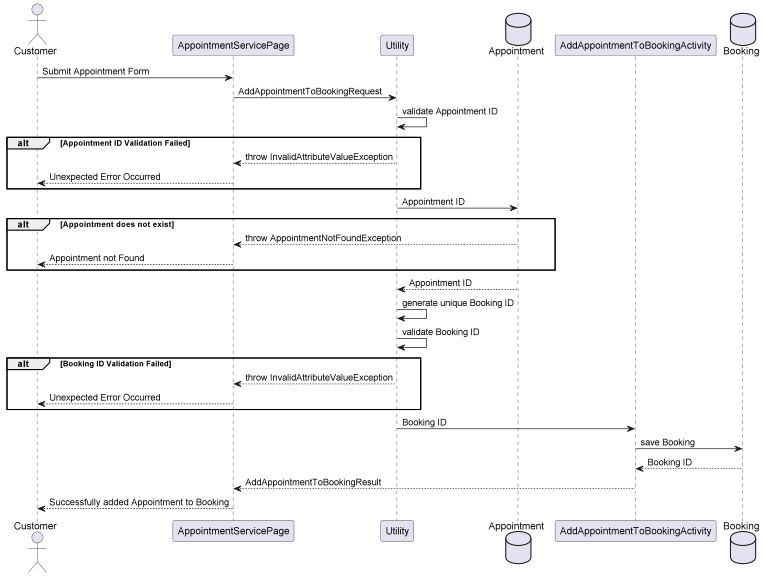 Customer
AppointmentServicePage
Utility
Appointment
AddAppointmentToBookingActivity
Booking
Submit Appointment Form
AddAppointmentToBookingRequest
validate Appointment ID
alt
[Appointment ID Validation Failed]
throw InvalidAttributeValueException
Unexpected Error Occurred
Appointment ID
alt
[Appointment does not exist]
throw AppointmentNotFoundException
Appointment not Found
Appointment ID
generate unique Booking ID
validate Booking ID
alt
[Booking ID Validation Failed]
throw InvalidAttributeValueException
Unexpected Error Occurred
Booking ID
save Booking
Booking ID
AddAppointmentToBookingResult
Successfully added Appointment to Booking
Customer
AppointmentServicePage
Utility
Appointment
AddAppointmentToBookingActivity
Booking